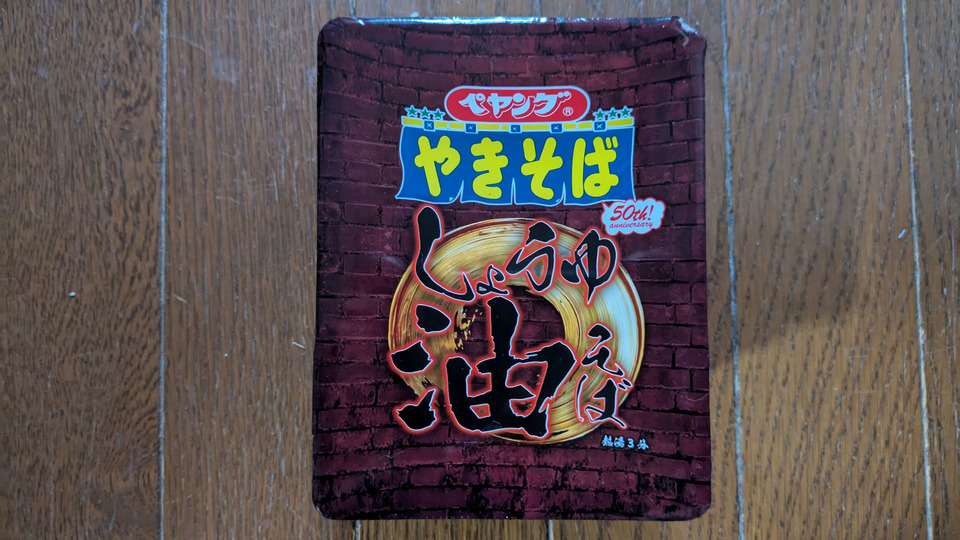 ペヤング®
やきそば
50th!
anniversary
しょうゆ
油そば
熱湯3分